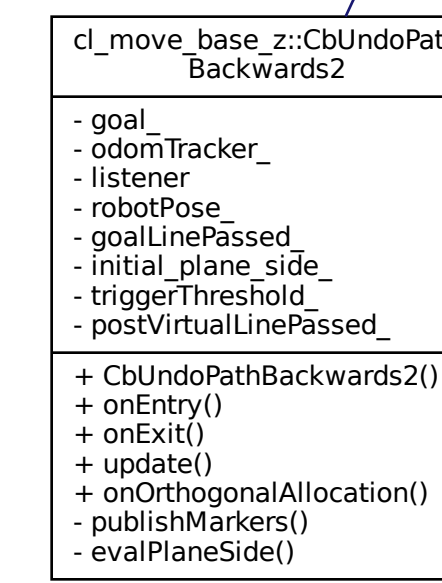 cl_move_base_z::CbUndoPat
Backwards2
- goal_
- odomTracker_
- listener
- robotPose_
- goalLinePassed_
- initial_plane_side_
- triggerThreshold_
- postVirtualLinePassed_
+ CbUndoPathBackwards2()
+ onEntry()
+ onExit()
+ update()
+ onOrthogonalAllocation()
- publishMarkers()
- evalPlaneSide()